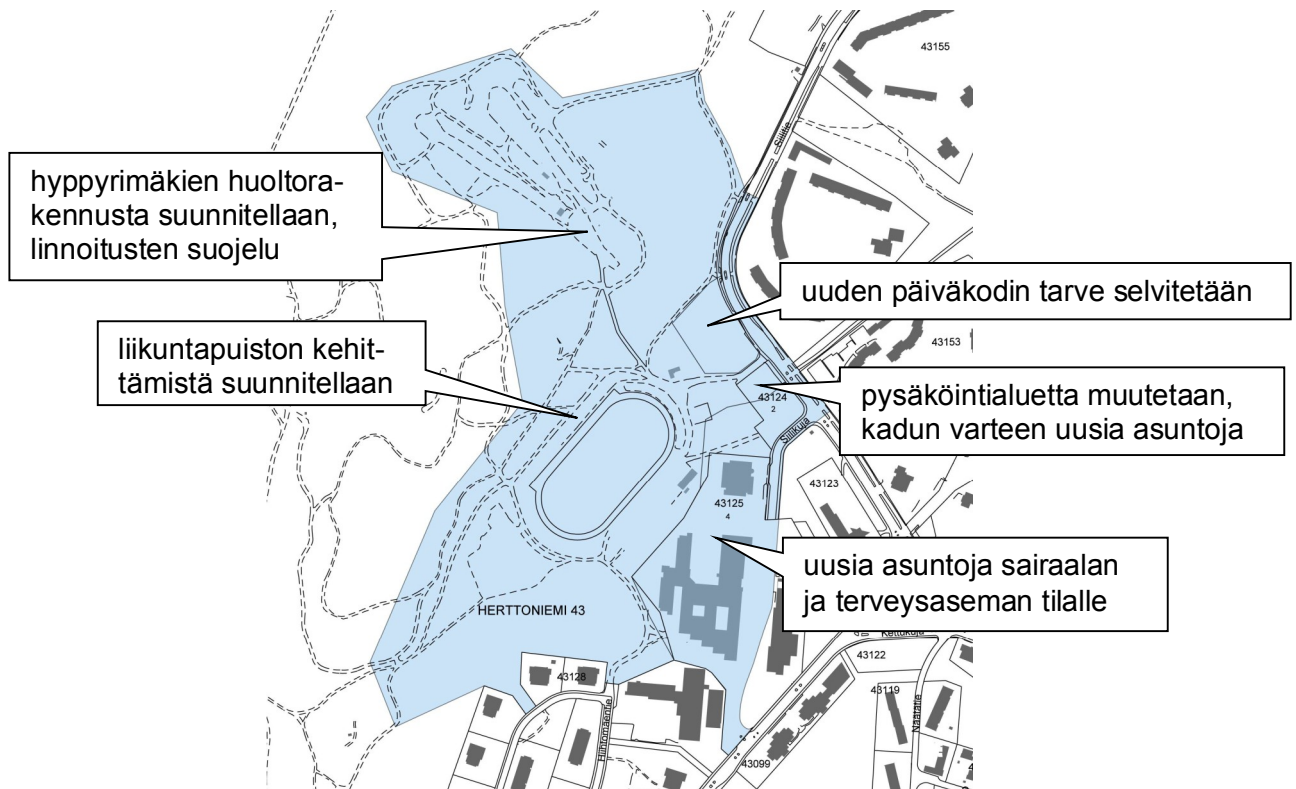 43155
Siilitie
hyppyrimäkien huoltora-
kennusta suunnitellaan,
linnoitusten suojelu
uuden päiväkodin tarve selvitetään
liikuntapuiston kehit-
tämistä suunnitellaan
43153
pysäköintialuetta muutetaan,
kadun varteen uusia asuntoja
43124
2
Siilikuja
43123
43125
4
uusia asuntoja sairaalan
ja terveysaseman tilalle
HERTTONIEMI 43
Kettukuja
43122
43128
43119
Näätätie
Hiihtomäentie
43099